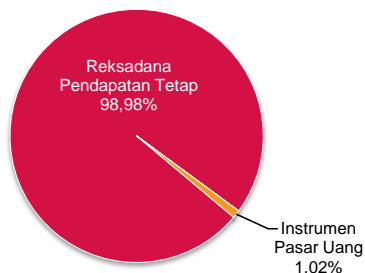 Reksadana
Pendapatan Tetap
98,98%
Instrumen
Pasar Uang
1.02%